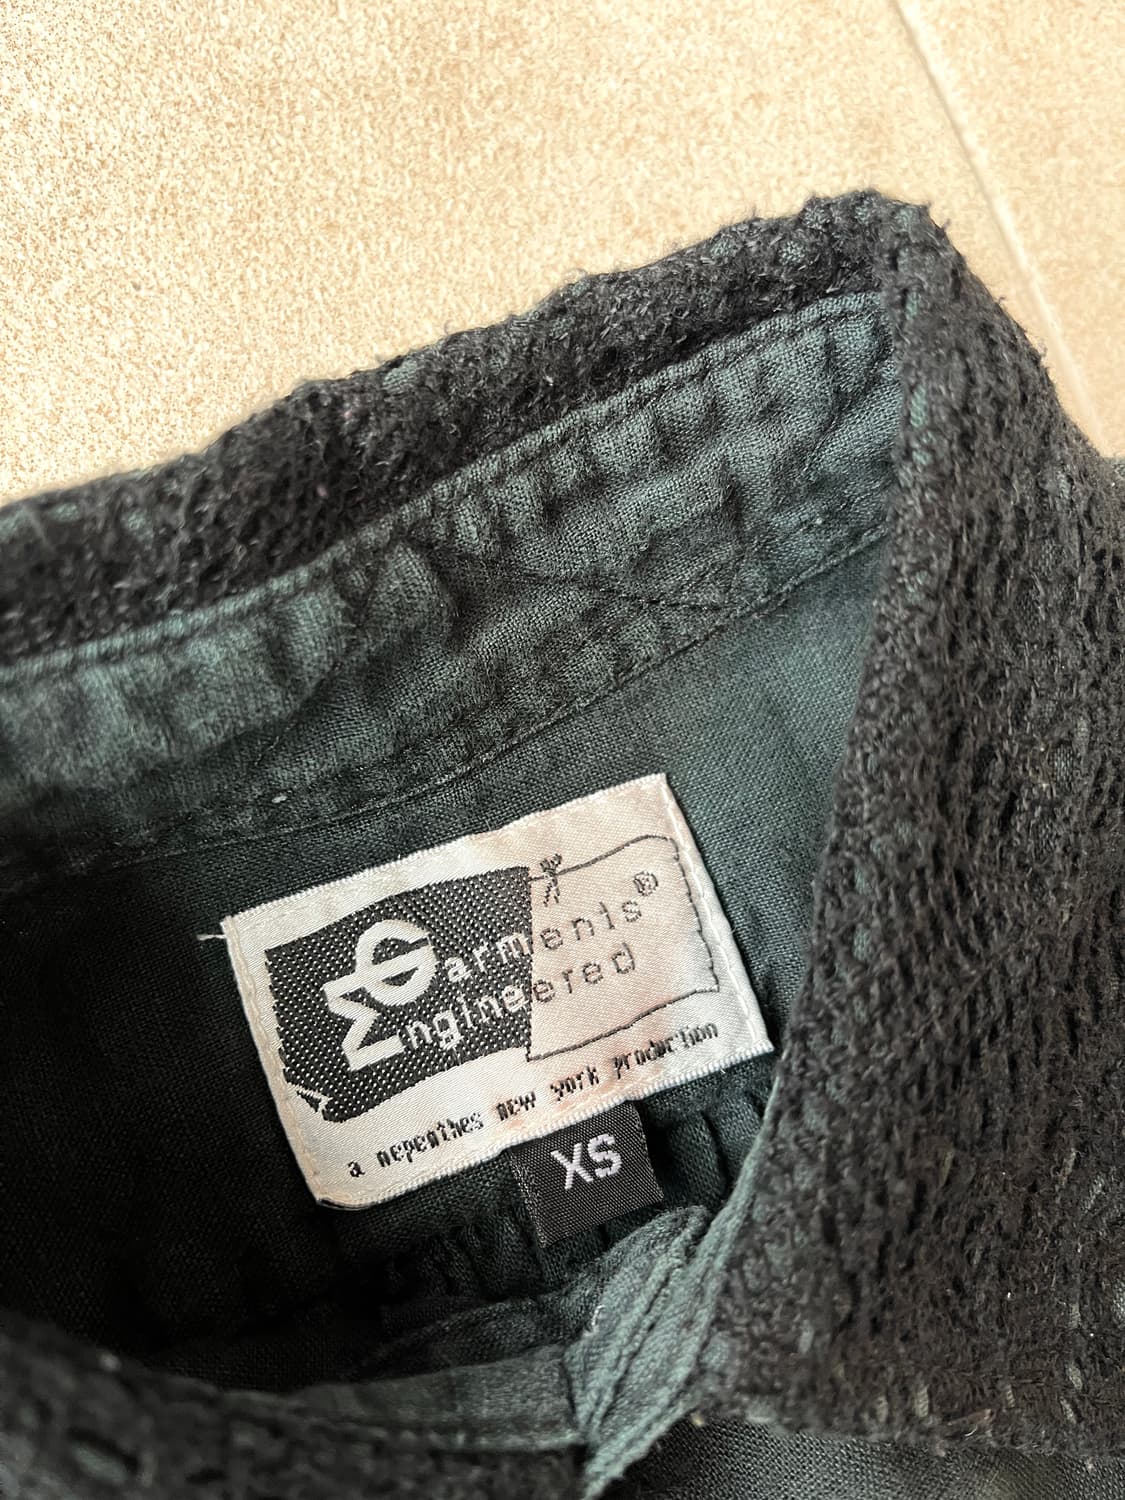 Garments®
Engineered
a nepenthes new york production
XS